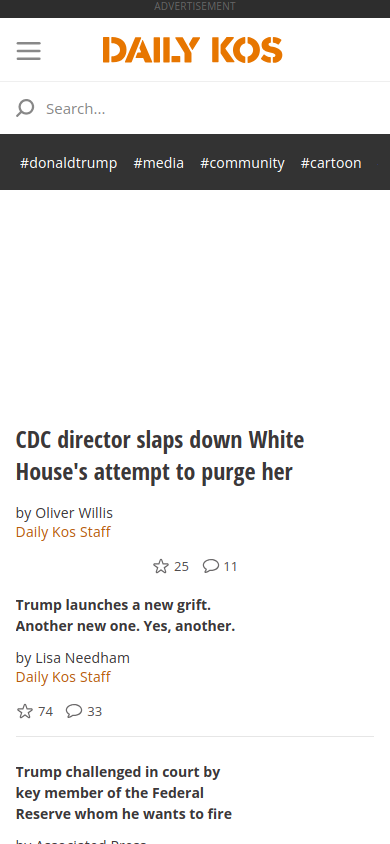 ADVERTISEMENT
DAILY KOS
Search...
#donaldtrump #media #community #cartoon
CDC director slaps down White
House's attempt to purge her
by Oliver Willis
Daily Kos Staff
25 11
Trump launches a new grift.
Another new one. Yes, another.
by Lisa Needham
Daily Kos Staff
74 33
Trump challenged in court by
key member of the Federal
Reserve whom he wants to fire
by Associated Press